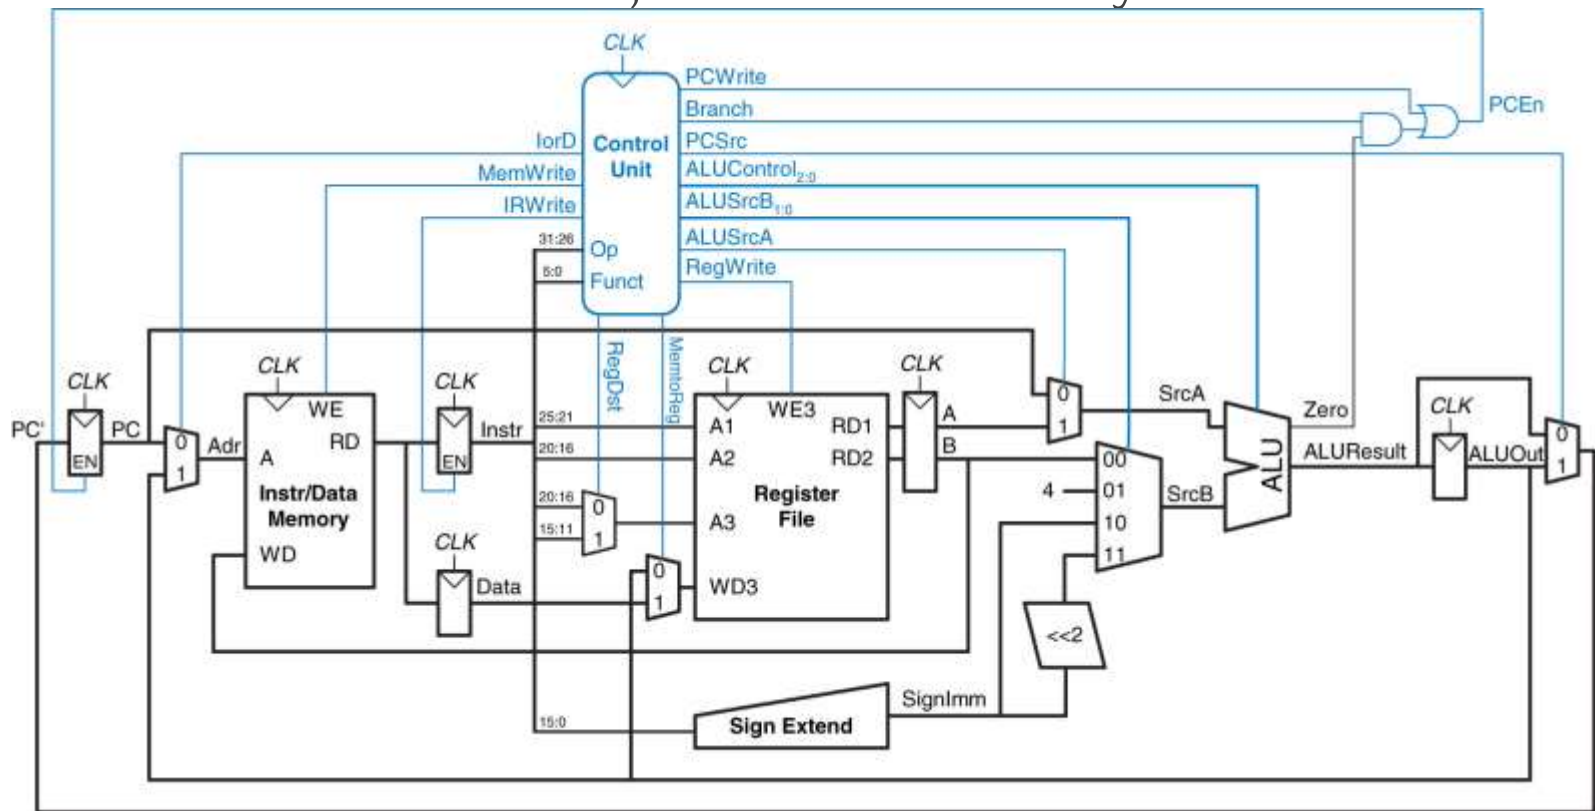 CLK
PCWrite
Branch
PCEn
IorD
Control
Unit
PCSrc
MemWrite
ALUControl2:0
IRWrite
ALUSrcB1:0
31:26
Op
ALUSrcA
5:0
Funct
RegWrite
RegDst
MemtoReg
CLK
CLK
CLK
CLK
CLK
PC'
PC
EN
0
1
Adr
WE
A
RD
Instr/Data
Memory
WD
EN
Instr
CLK
Data
25:21
20:16
20:16
15:11
0
1
0
1
A1
A2
A3
WD3
WE3
RD1
RD2
Register
File
A
B
0
1
SrcA
00
4
01
10
11
SrcB
<<2
ALU
Zero
ALUResult
CLK
ALUOut
0
1
15:0
Sign Extend
SignImm